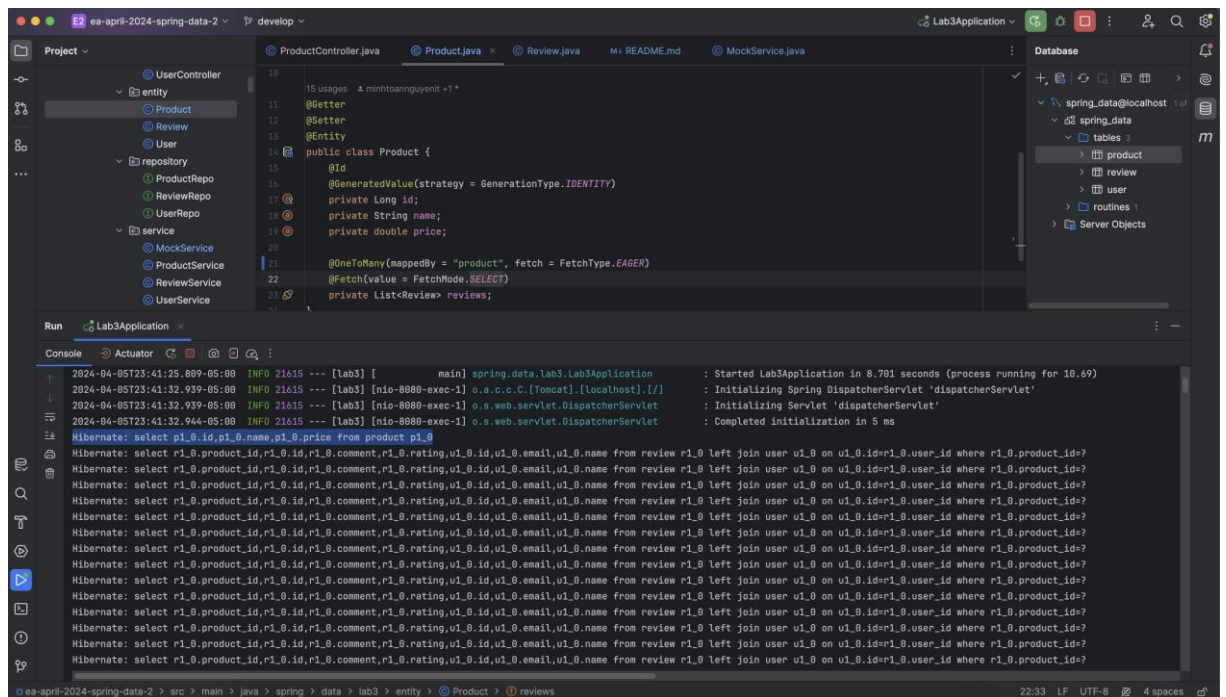 E2 ea-april-2024-spring-data-2 develop Lab3Application
Project
ProductController.java Product.java Review.java README.md MockService.java
Database
UserController
entity
Product
Review
User
repository
ProductRepo
ReviewRepo
UserRepo
service
MockService
ProductService
ReviewService
UserService
10
15 usages minhtoannguyenit +1 *
11 @Getter
12 @Setter
13 @Entity
14 public class Product {
15 @Id
16 @GeneratedValue(strategy = GenerationType.IDENTITY)
17 private Long id;
18 private String name;
19 private double price;
20
21 @OneToMany(mappedBy = "product", fetch = FetchType.EAGER)
22 @Fetch(value = FetchMode.SELECT)
23 private List<Review> reviews;
}
spring_data@localhost 1 of
spring_data
tables 3
product
review
user
routines 1
Server Objects
Run Lab3Application
Console Actuator
2024-04-05T23:41:25.809-05:00 INFO 21615 --- [lab3] [ main] spring.data.lab3.Lab3Application : Started Lab3Application in 8.701 seconds (process running for 10.69)
2024-04-05T23:41:32.939-05:00 INFO 21615 --- [lab3] [nio-8080-exec-1] o.a.c.c.C.[Tomcat].[localhost].[/] : Initializing Spring DispatcherServlet 'dispatcherServlet'
2024-04-05T23:41:32.939-05:00 INFO 21615 --- [lab3] [nio-8080-exec-1] o.s.web.servlet.DispatcherServlet : Initializing Servlet 'dispatcherServlet'
2024-04-05T23:41:32.944-05:00 INFO 21615 --- [lab3] [nio-8080-exec-1] o.s.web.servlet.DispatcherServlet : Completed initialization in 5 ms
Hibernate: select p1_0.id,p1_0.name,p1_0.price from product p1_0
Hibernate: select r1_0.product_id,r1_0.id,r1_0.comment,r1_0.rating,u1_0.id,u1_0.email,u1_0.name from review r1_0 left join user u1_0 on u1_0.id=r1_0.user_id where r1_0.product_id=?
Hibernate: select r1_0.product_id,r1_0.id,r1_0.comment,r1_0.rating,u1_0.id,u1_0.email,u1_0.name from review r1_0 left join user u1_0 on u1_0.id=r1_0.user_id where r1_0.product_id=?
Hibernate: select r1_0.product_id,r1_0.id,r1_0.comment,r1_0.rating,u1_0.id,u1_0.email,u1_0.name from review r1_0 left join user u1_0 on u1_0.id=r1_0.user_id where r1_0.product_id=?
Hibernate: select r1_0.product_id,r1_0.id,r1_0.comment,r1_0.rating,u1_0.id,u1_0.email,u1_0.name from review r1_0 left join user u1_0 on u1_0.id=r1_0.user_id where r1_0.product_id=?
Hibernate: select r1_0.product_id,r1_0.id,r1_0.comment,r1_0.rating,u1_0.id,u1_0.email,u1_0.name from review r1_0 left join user u1_0 on u1_0.id=r1_0.user_id where r1_0.product_id=?
Hibernate: select r1_0.product_id,r1_0.id,r1_0.comment,r1_0.rating,u1_0.id,u1_0.email,u1_0.name from review r1_0 left join user u1_0 on u1_0.id=r1_0.user_id where r1_0.product_id=?
Hibernate: select r1_0.product_id,r1_0.id,r1_0.comment,r1_0.rating,u1_0.id,u1_0.email,u1_0.name from review r1_0 left join user u1_0 on u1_0.id=r1_0.user_id where r1_0.product_id=?
Hibernate: select r1_0.product_id,r1_0.id,r1_0.comment,r1_0.rating,u1_0.id,u1_0.email,u1_0.name from review r1_0 left join user u1_0 on u1_0.id=r1_0.user_id where r1_0.product_id=?
Hibernate: select r1_0.product_id,r1_0.id,r1_0.comment,r1_0.rating,u1_0.id,u1_0.email,u1_0.name from review r1_0 left join user u1_0 on u1_0.id=r1_0.user_id where r1_0.product_id=?
Hibernate: select r1_0.product_id,r1_0.id,r1_0.comment,r1_0.rating,u1_0.id,u1_0.email,u1_0.name from review r1_0 left join user u1_0 on u1_0.id=r1_0.user_id where r1_0.product_id=?
Hibernate: select r1_0.product_id,r1_0.id,r1_0.comment,r1_0.rating,u1_0.id,u1_0.email,u1_0.name from review r1_0 left join user u1_0 on u1_0.id=r1_0.user_id where r1_0.product_id=?
Hibernate: select r1_0.product_id,r1_0.id,r1_0.comment,r1_0.rating,u1_0.id,u1_0.email,u1_0.name from review r1_0 left join user u1_0 on u1_0.id=r1_0.user_id where r1_0.product_id=?
Hibernate: select r1_0.product_id,r1_0.id,r1_0.comment,r1_0.rating,u1_0.id,u1_0.email,u1_0.name from review r1_0 left join user u1_0 on u1_0.id=r1_0.user_id where r1_0.product_id=?
Hibernate: select r1_0.product_id,r1_0.id,r1_0.comment,r1_0.rating,u1_0.id,u1_0.email,u1_0.name from review r1_0 left join user u1_0 on u1_0.id=r1_0.user_id where r1_0.product_id=?
ea-april-2024-spring-data-2 > src > main > java > spring > data > lab3 > entity > Product > reviews 22:33 LF UTF-8 4 spaces